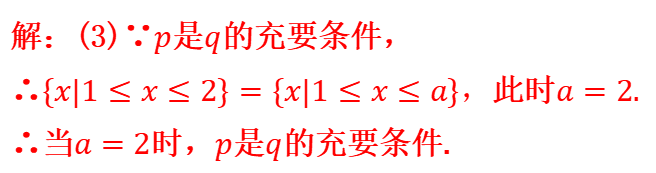 解：(3)∵p是q的充要条件，
∴{x|1 ≤ x ≤ 2} = {x|1 ≤ x ≤ a}，此时a = 2.
∴当a = 2时，p是q的充要条件.